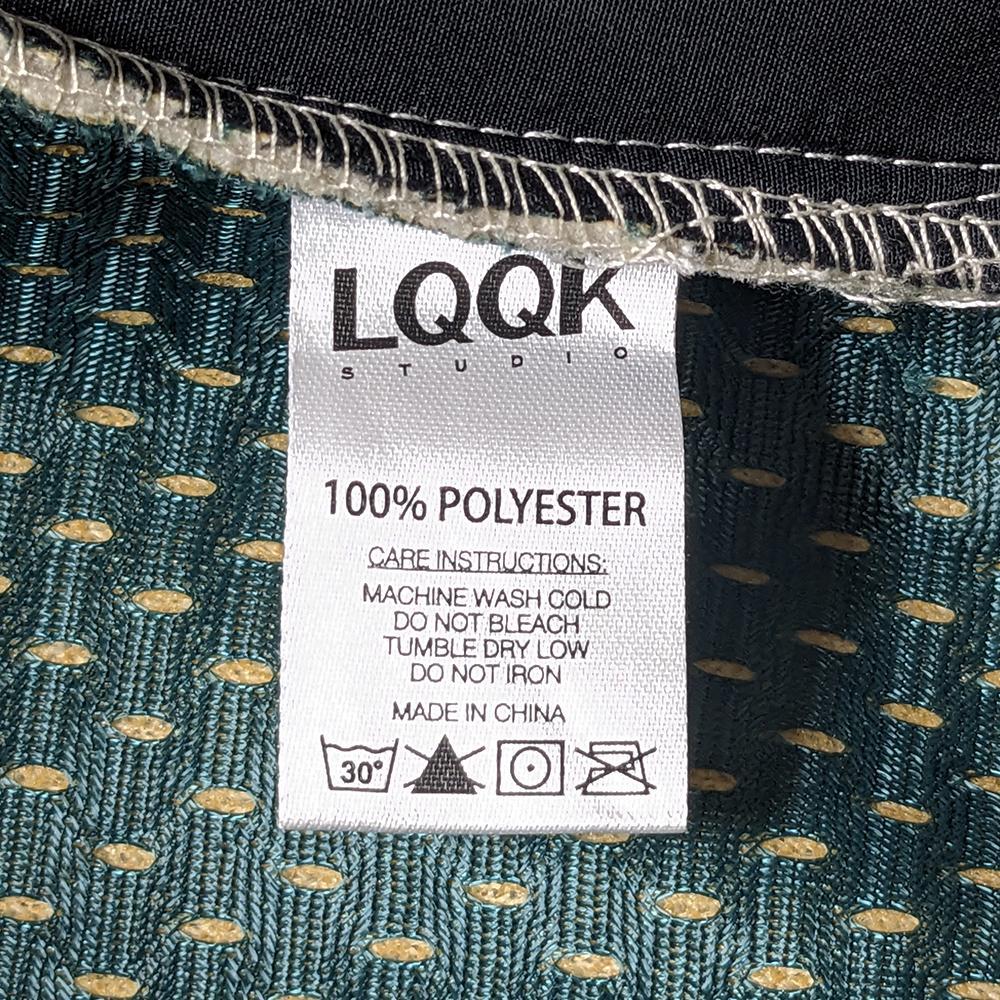 LQQK
STUDIO
100% POLYESTER
CARE INSTRUCTIONS:
MACHINE WASH COLD
DO NOT BLEACH
TUMBLE DRY LOW
DO NOT IRON
MADE IN CHINA
30°